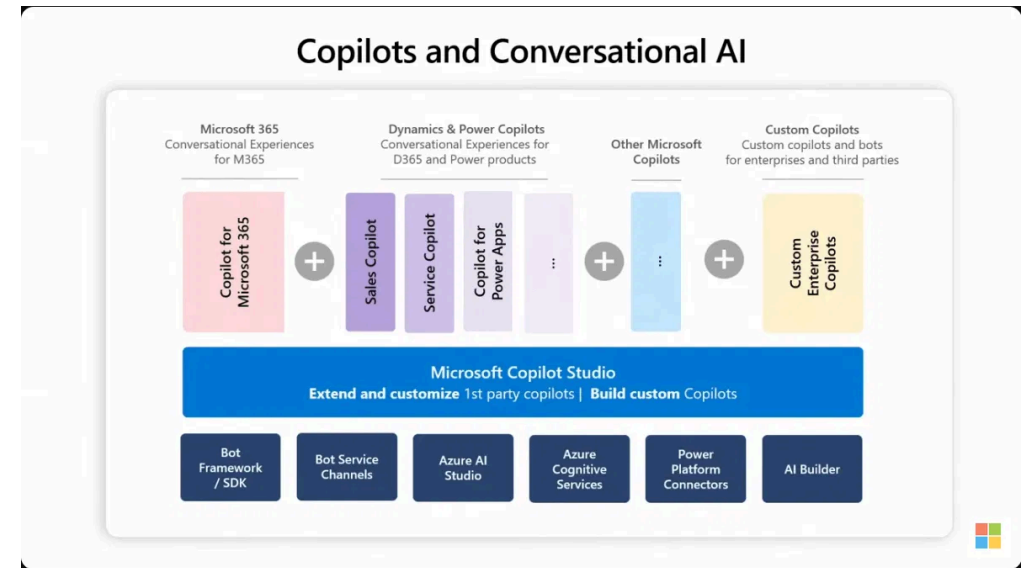 Copilots and Conversational AI
Microsoft 365
Conversational Experiences
for M365
Dynamics & Power Copilots
Conversational Experiences for
D365 and Power products
Other Microsoft
Copilots
Custom Copilots
Custom copilots and bots
for enterprises and third parties
Copilot for
Microsoft 365
Sales Copilot
Service Copilot
Copilot for
Power Apps
...
...
Custom
Enterprise
Copilots
Microsoft Copilot Studio
Extend and customize 1st party copilots | Build custom Copilots
Bot
Framework
/ SDK
Bot Service
Channels
Azure AI
Studio
Azure
Cognitive
Services
Power
Platform
Connectors
AI Builder